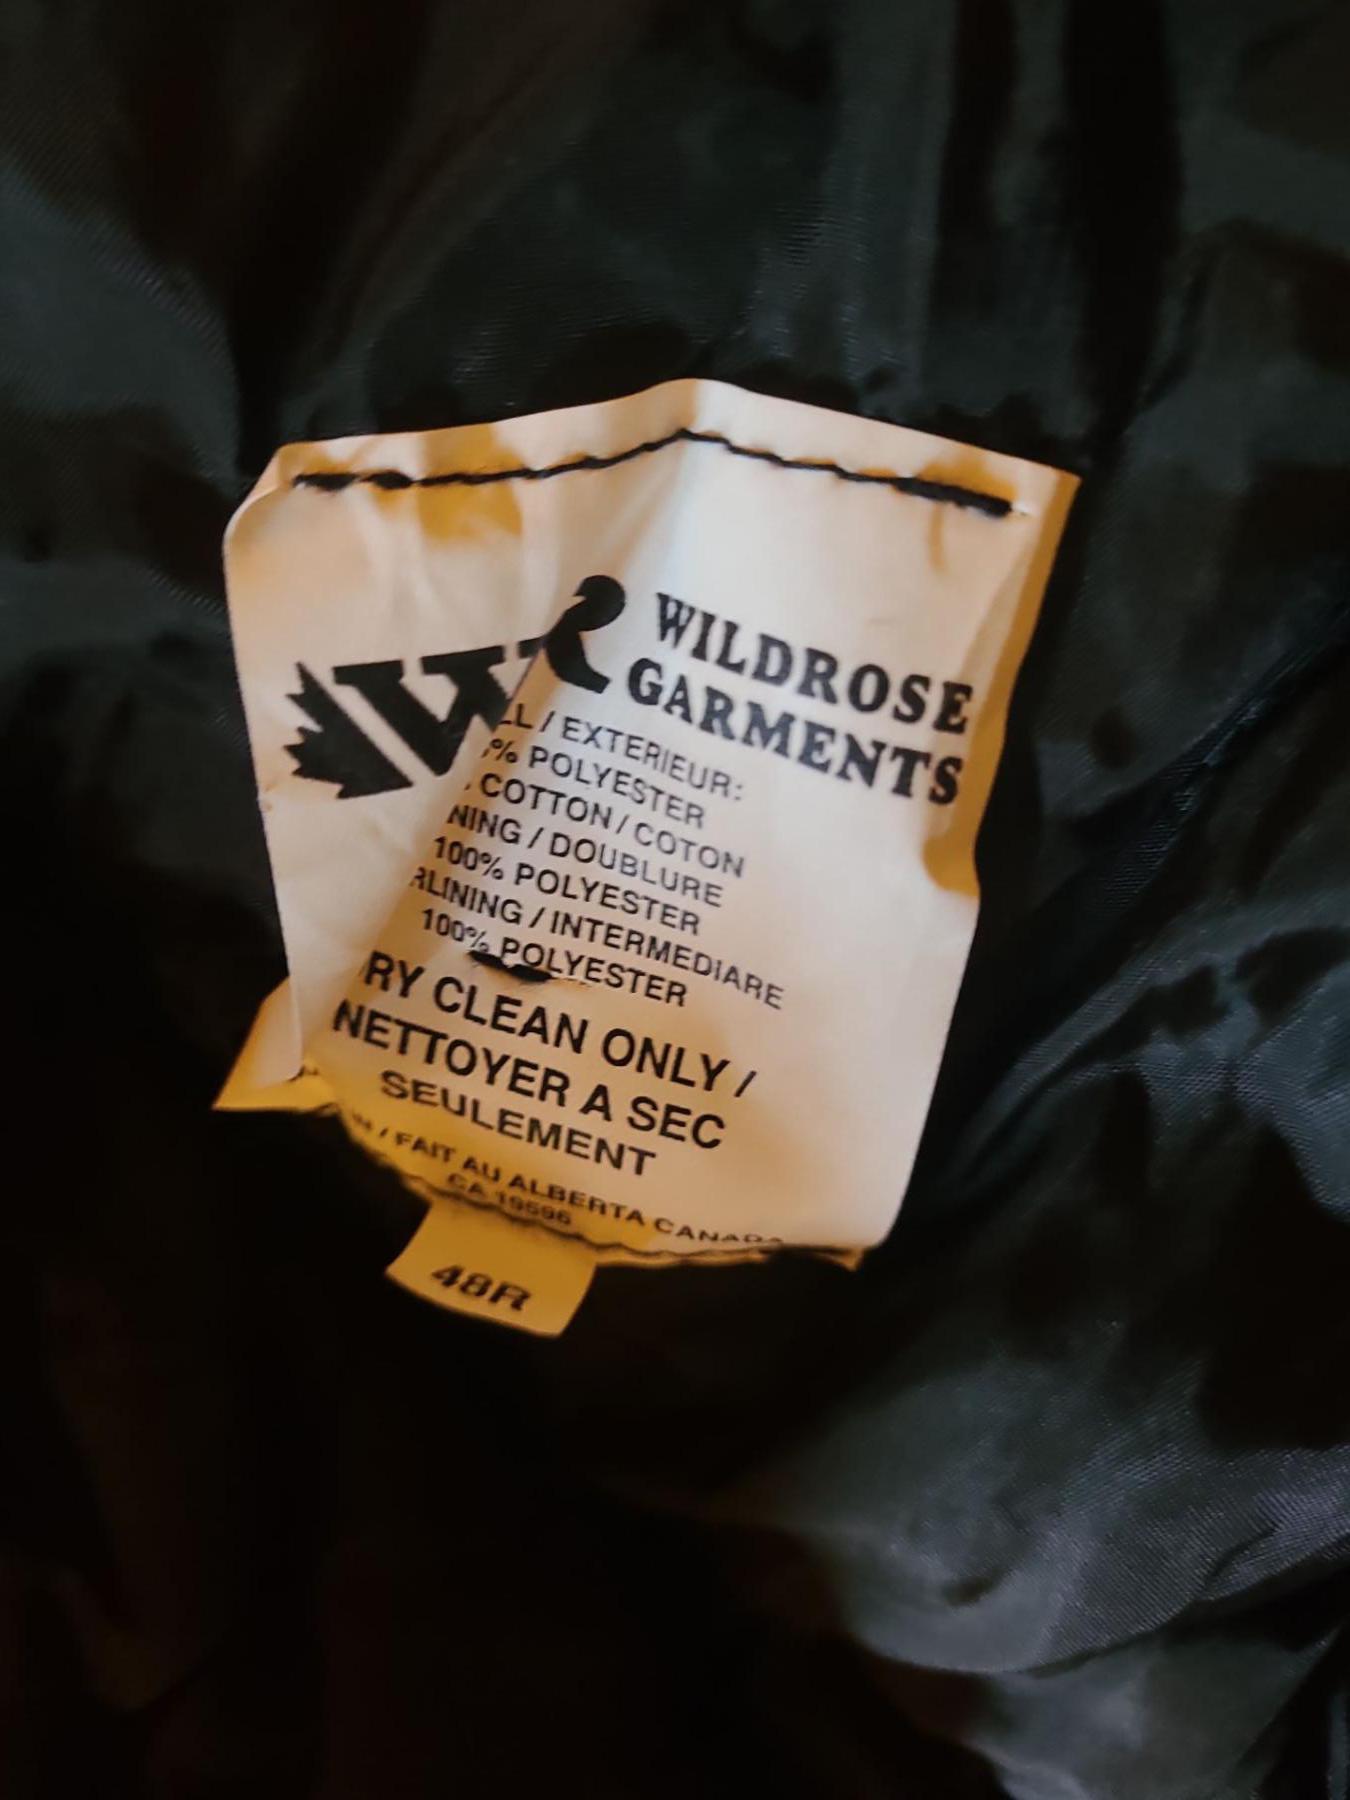 WILDROSE
GARMENTS
LL / EXTERIEUR:
% POLYESTER
COTTON / COTON
NING / DOUBLURE
100% POLYESTER
RLINING / INTERMEDIARE
100% POLYESTER
RY CLEAN ONLY /
NETTOYER A SEC
SEULEMENT
/ FAIT AU ALBERTA CANADA
CA 19596
48R